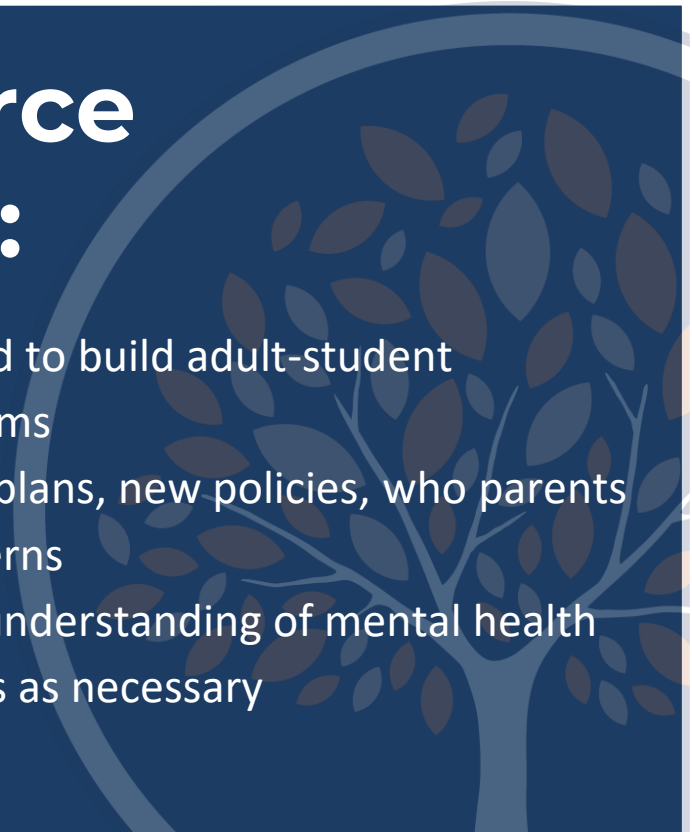 rce
:
d to build adult-student
ms
plans, new policies, who parents
erns
understanding of mental health
s as necessary